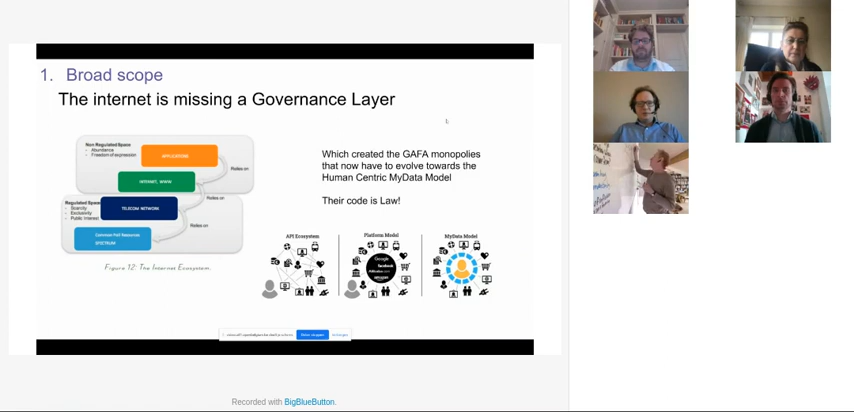 1. Broad scope
The internet is missing a Governance Layer
Non Regulated Space
• Abundance
• Freedom of expression
APPLICATIONS
INTERNET, WWW
Relies on
Regulated Space
• Scarcity
• Exclusivity
• Public Interest
TELECOM NETWORK
Relies on
Common Pool Resources
SPECTRUM
Relies on
Figure 12: The Internet Ecosystem.
Which created the GAFA monopolies
that now have to evolve towards the
Human Centric MyData Model
Their code is Law!
API Ecosystem
Platform Model
MyData Model
Google
facebook
amazon
Recorded with BigBlueButton.